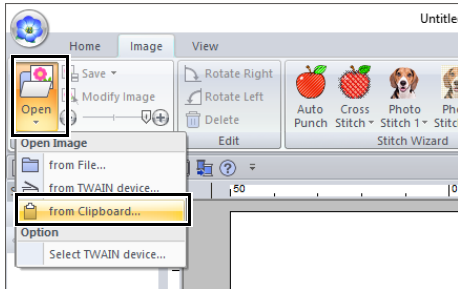 Untitle
Home Image View
Save
Modify Image
Open
Rotate Right
Rotate Left
Delete
Edit
Auto Punch
Cross Stitch
Photo Stitch 1
Stitch Wizard
Open Image
from File...
from TWAIN device...
from Clipboard...
Option
Select TWAIN device...
50